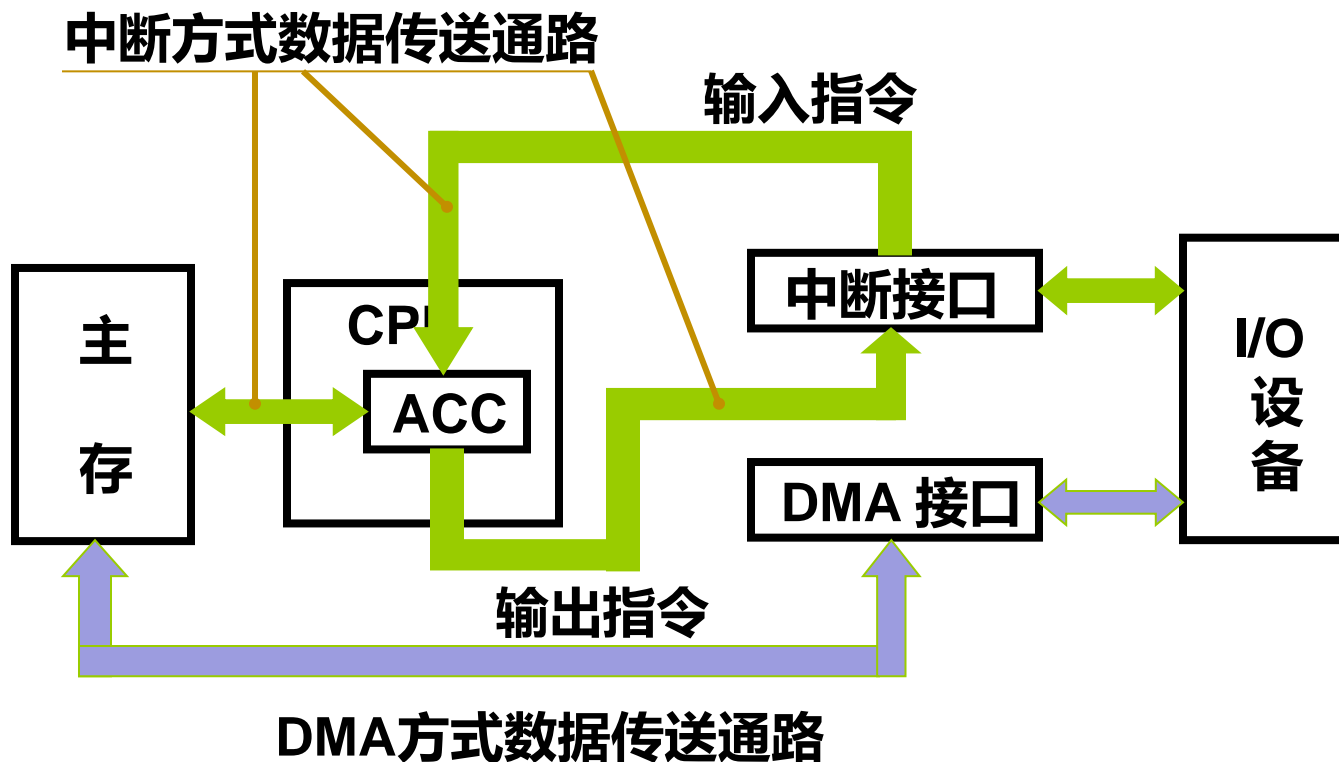 中断方式数据传送通路
输入指令
主
存
CP
ACC
中断接口
I/O
设
备
DMA 接口
输出指令
DMA方式数据传送通路